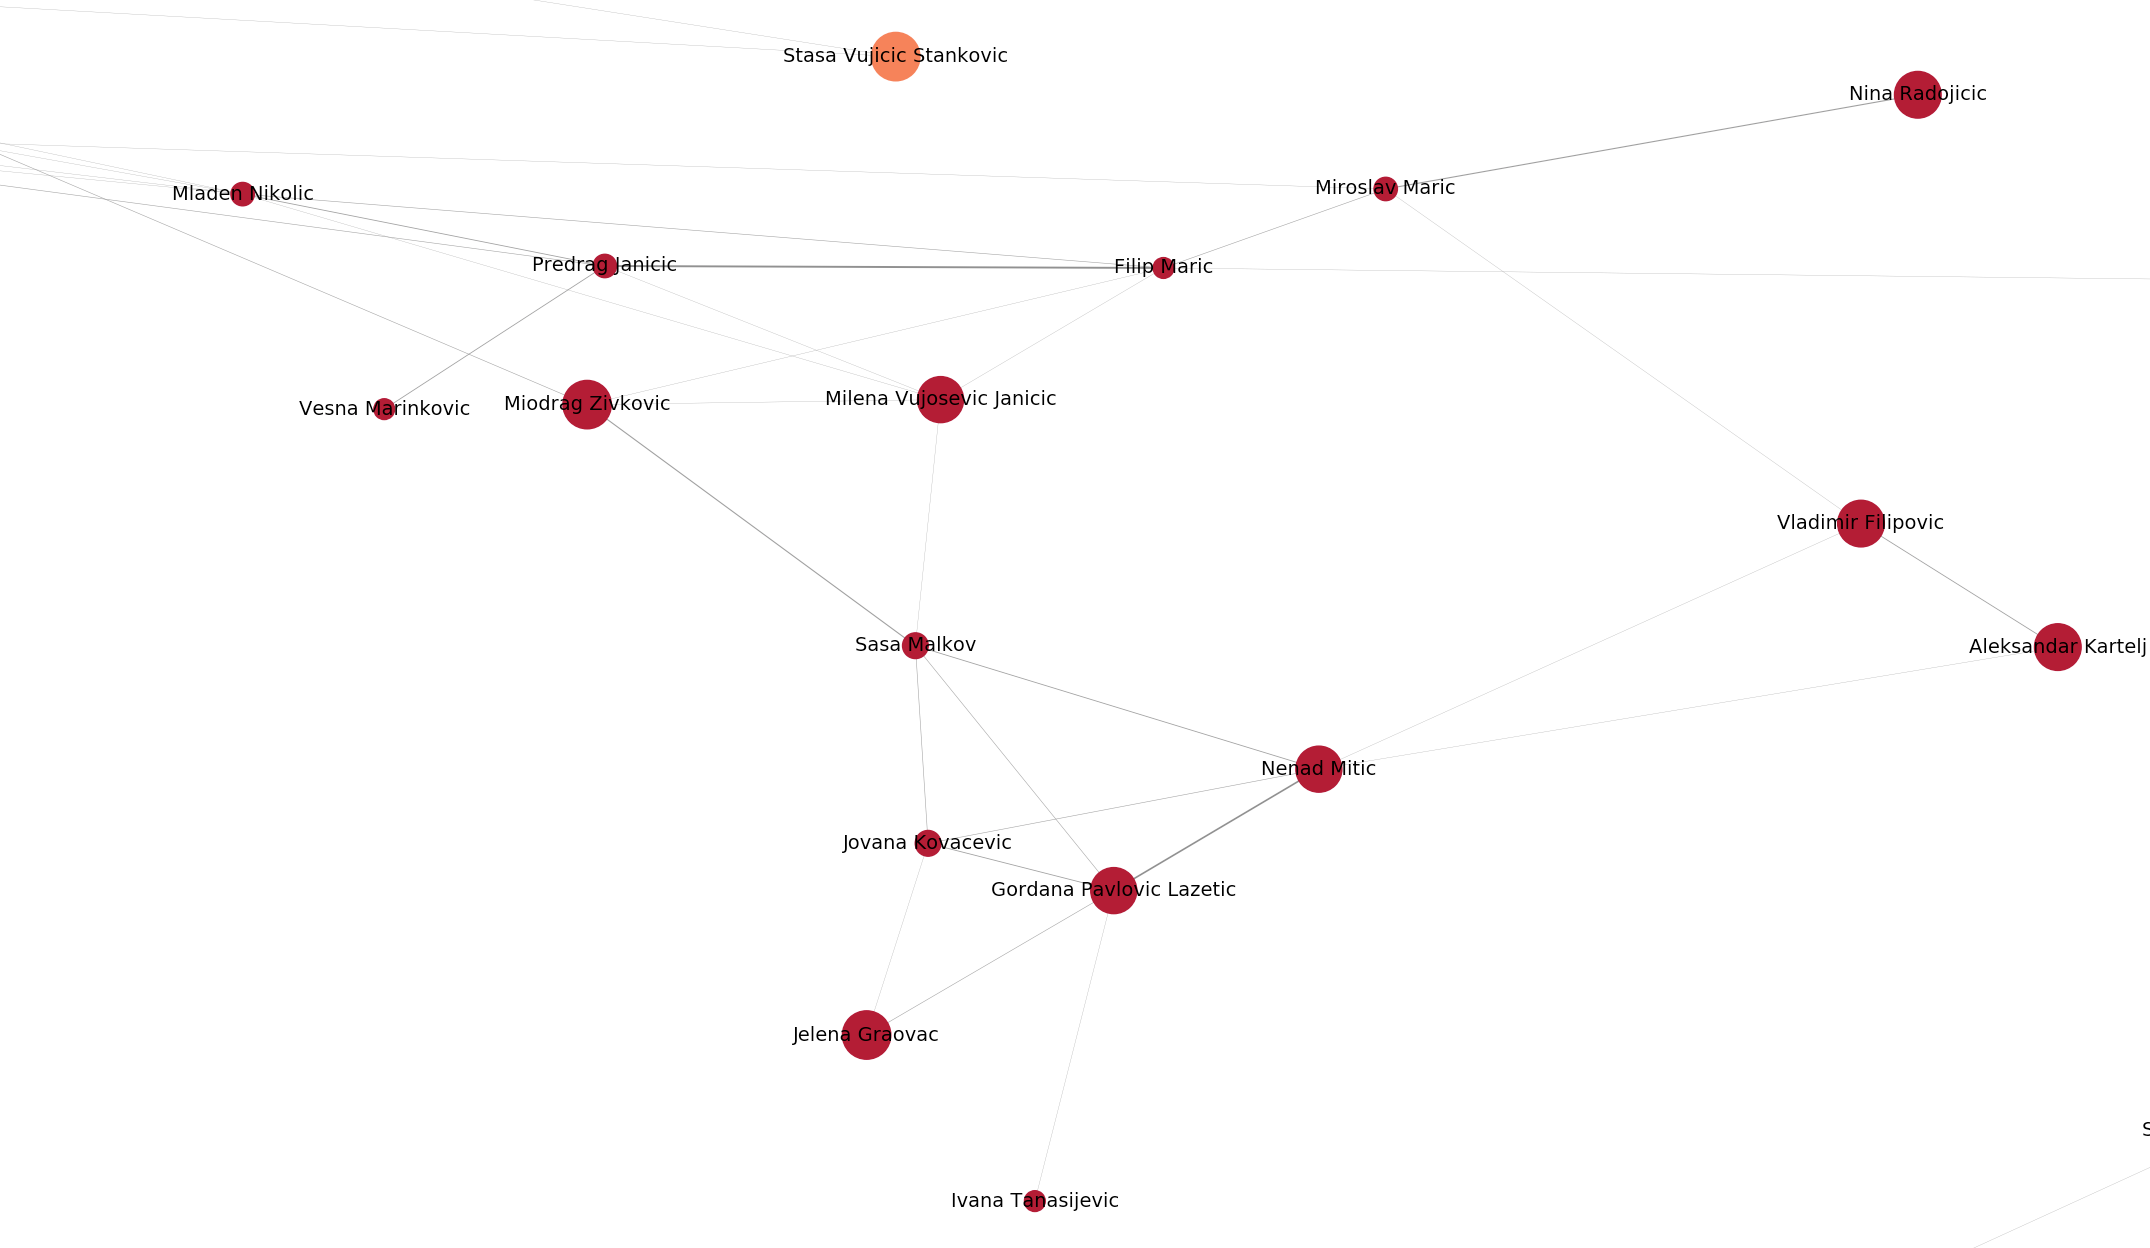 Stasa Vujicic Stankovic
Nina Radojicic
Mladen Nikolic
Miroslav Maric
Predrag Janicic
Filip Maric
Vesna Marinkovic
Miodrag Zivkovic
Milena Vujosevic Janicic
Vladimir Filipovic
Sasa Malkov
Aleksandar Kartelj
Nenad Mitic
Jovana Kovacevic
Gordana Pavlovic Lazetic
Jelena Graovac
Ivana Tanasijevic